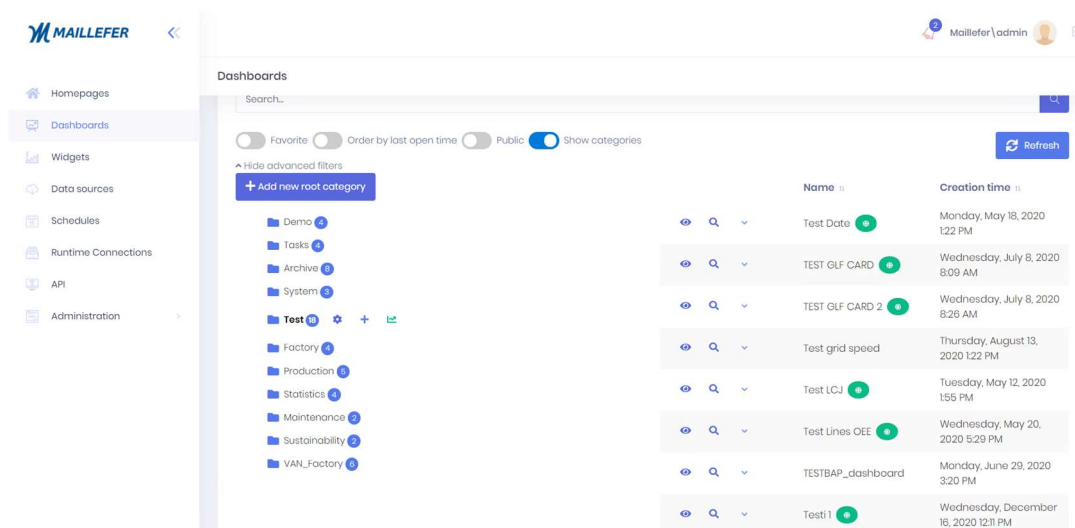 MAILLEFER
2
Maillefer\admin
Dashboards
Homepages
Dashboards
Widgets
Data sources
Schedules
Runtime Connections
API
Administration
Search...
Favorite
Order by last open time
Public
Show categories
Refresh
Hide advanced filters
+ Add new root category
Demo 4
Tasks 4
Archive 8
System 3
Test 18
Factory 4
Production 5
Statistics 4
Maintenance 2
Sustainability 2
VAN_Factory 6
Name Creation time
Test Date Monday, May 18, 2020
1:22 PM
TEST GLF CARD Wednesday, July 8, 2020
8:09 AM
TEST GLF CARD 2 Wednesday, July 8, 2020
8:26 AM
Test grid speed Thursday, August 13,
2020 1:22 PM
Test LCJ Tuesday, May 12, 2020
1:55 PM
Test Lines OEE Wednesday, May 20,
2020 5:29 PM
TESTBAP_dashboard Monday, June 29, 2020
3:20 PM
Testi 1 Wednesday, December
16, 2020 12:11 PM